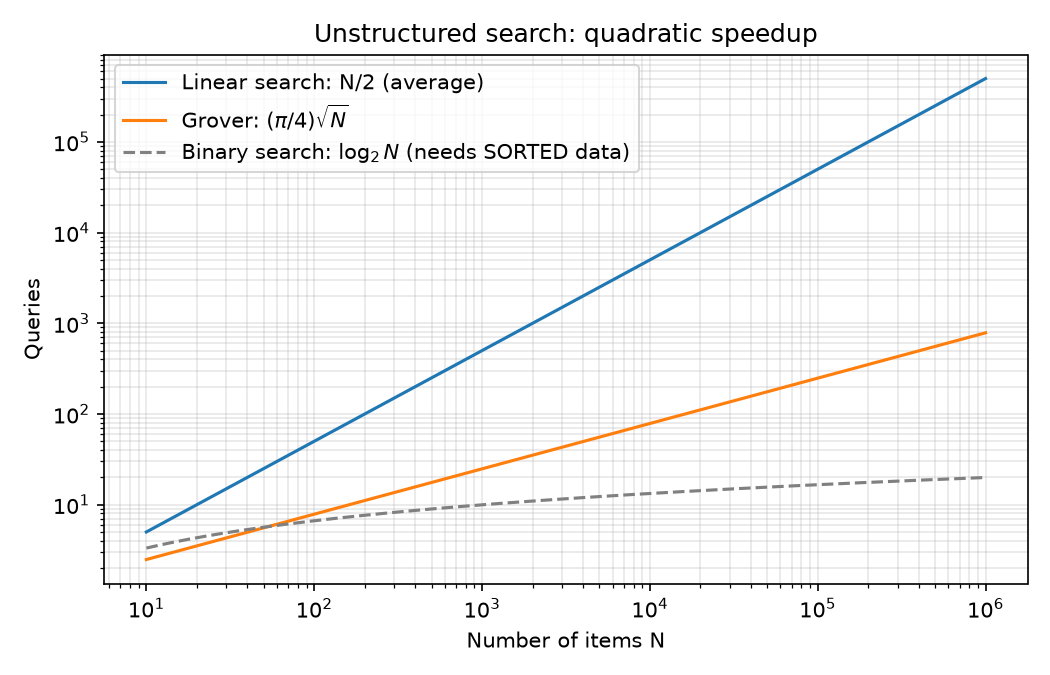 Unstructured search: quadratic speedup
Linear search: N/2 (average)
Grover: (π/4)√N
Binary search: log₂ N (needs SORTED data)
Queries
10⁵
10⁴
10³
10²
10¹
10¹ 10² 10³ 10⁴ 10⁵ 10⁶
Number of items N